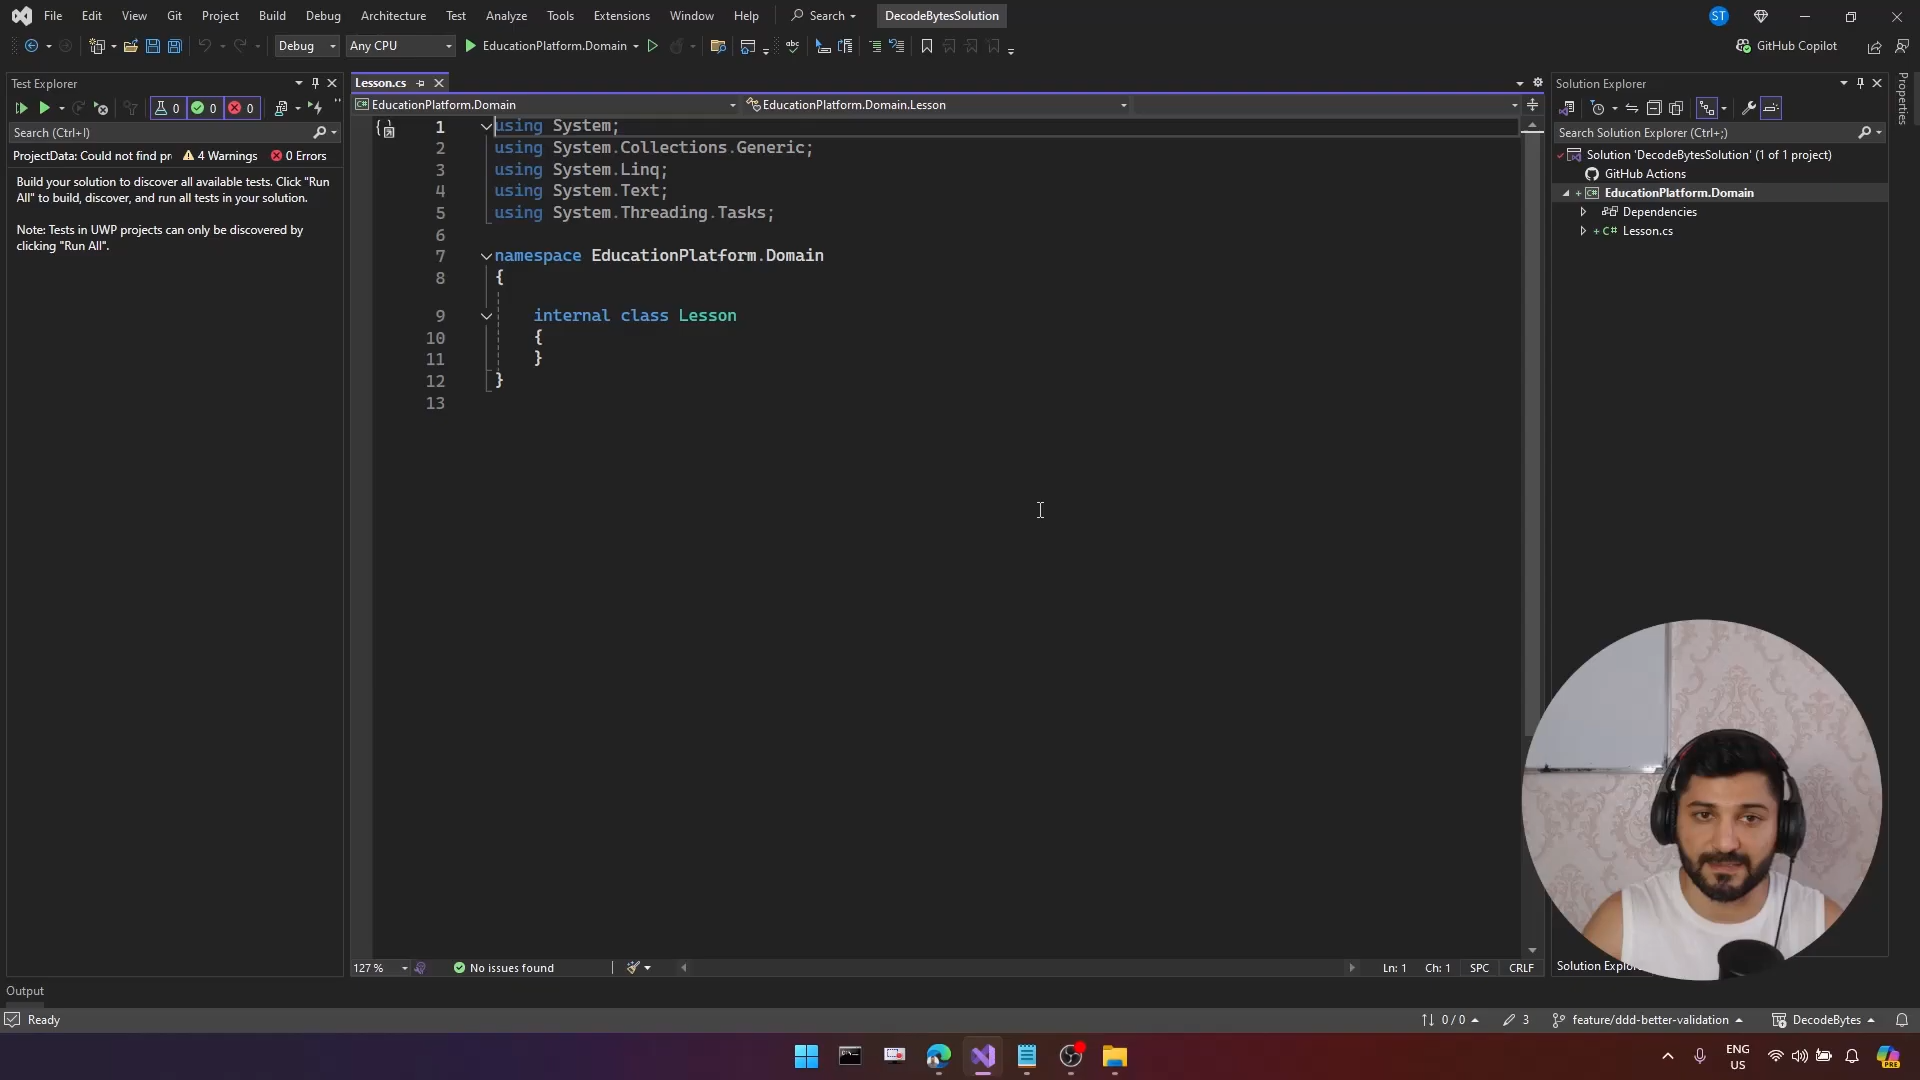 File Edit View Git Project Build Debug Architecture Test Analyze Tools Extensions Window Help Search DecodeBytesSolution ST
Debug Any CPU EducationPlatform.Domain GitHub Copilot
Test Explorer
0 0 0
Search (Ctrl+I)
ProjectData: Could not find pr 4 Warnings 0 Errors
Build your solution to discover all available tests. Click "Run
All" to build, discover, and run all tests in your solution.
Note: Tests in UWP projects can only be discovered by
clicking "Run All".
Lesson.cs
EducationPlatform.Domain EducationPlatform.Domain.Lesson
1 using System;
2 using System.Collections.Generic;
3 using System.Linq;
4 using System.Text;
5 using System.Threading.Tasks;
6
7 namespace EducationPlatform.Domain
8 {
9 internal class Lesson
10 {
11 }
12 }
13
127 % No issues found Ln: 1 Ch: 1 SPC CRLF
Solution Explorer
Search Solution Explorer (Ctrl+;)
Solution 'DecodeBytesSolution' (1 of 1 project)
GitHub Actions
EducationPlatform.Domain
Dependencies
C# Lesson.cs
Properties
Solution Explor
Output
Ready 0 / 0 3 feature/ddd-better-validation DecodeBytes
ENG
US
PRE